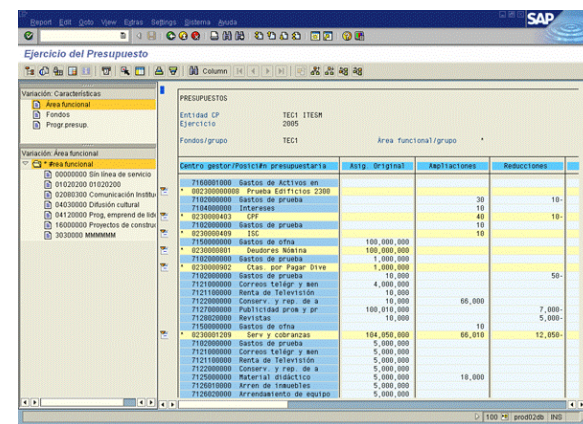 Report Edit Goto View Extras Settings Sistema Ayuda
SAP
Ejercicio del Presupuesto
Column
Variación: Características
Área funcional
Fondos
Progr.presup.
Variación: Área funcional
* Área funcional
00000000 Sin línea de servicio
01020200 01020200
02080300 Comunicación Institu
04030000 Difusión cultural
04120000 Prog, emprend de lide
16000000 Proyectos de construc
3030000 MMMMMM
PRESUPUESTOS
Entidad CP TEC1 ITESM
Ejercicio 2005
Fondos/grupo TEC1 Área funcional/grupo *
Centro gestor/Posici#n presupuestaria Asig. Original Ampliaciones Reducciones
7160001000 Gastos de Activos en
* 00230000008 Prueba Edificios 2300
7102000000 Gastos de prueba 30 10-
7104000000 Intereses 10
* 0230000403 CPF 40 10-
7102000000 Gastos de prueba 10
* 0230000409 ISC 10
7150000000 Gastos de ofna 100,000,000
* 0230000801 Deudores Nómina 100,000,000
7102000000 Gastos de prueba 1,000,000
* 0230000902 Ctas. por Pagar Dive 1,000,000
7102000000 Gastos de prueba 10,000 50-
7121000000 Correos telégr y men 4,000,000
7121100000 Renta de Televisión 10,000
7122000000 Conserv. y rep. de a 10,000 66,000
7127000000 Publicidad prom y pr 100,010,000 7,000-
7128020000 Revistas 10,000 5,000-
7150000000 Gastos de ofna 10
* 0230001209 Serv y cobranzas 104,050,000 66,010 12,050-
7102000000 Gastos de prueba 5,000,000
7121000000 Correos telégr y men 5,000,000
7121100000 Renta de Televisión 5,000,000
7122000000 Conserv. y rep. de a 5,000,000
7125000000 Material didáctico 5,000,000 18,000
7126010000 Arren de inmuebles 5,000,000
7126020000 Arrendamiento de equipo 5,000,000
100 prod02db INS